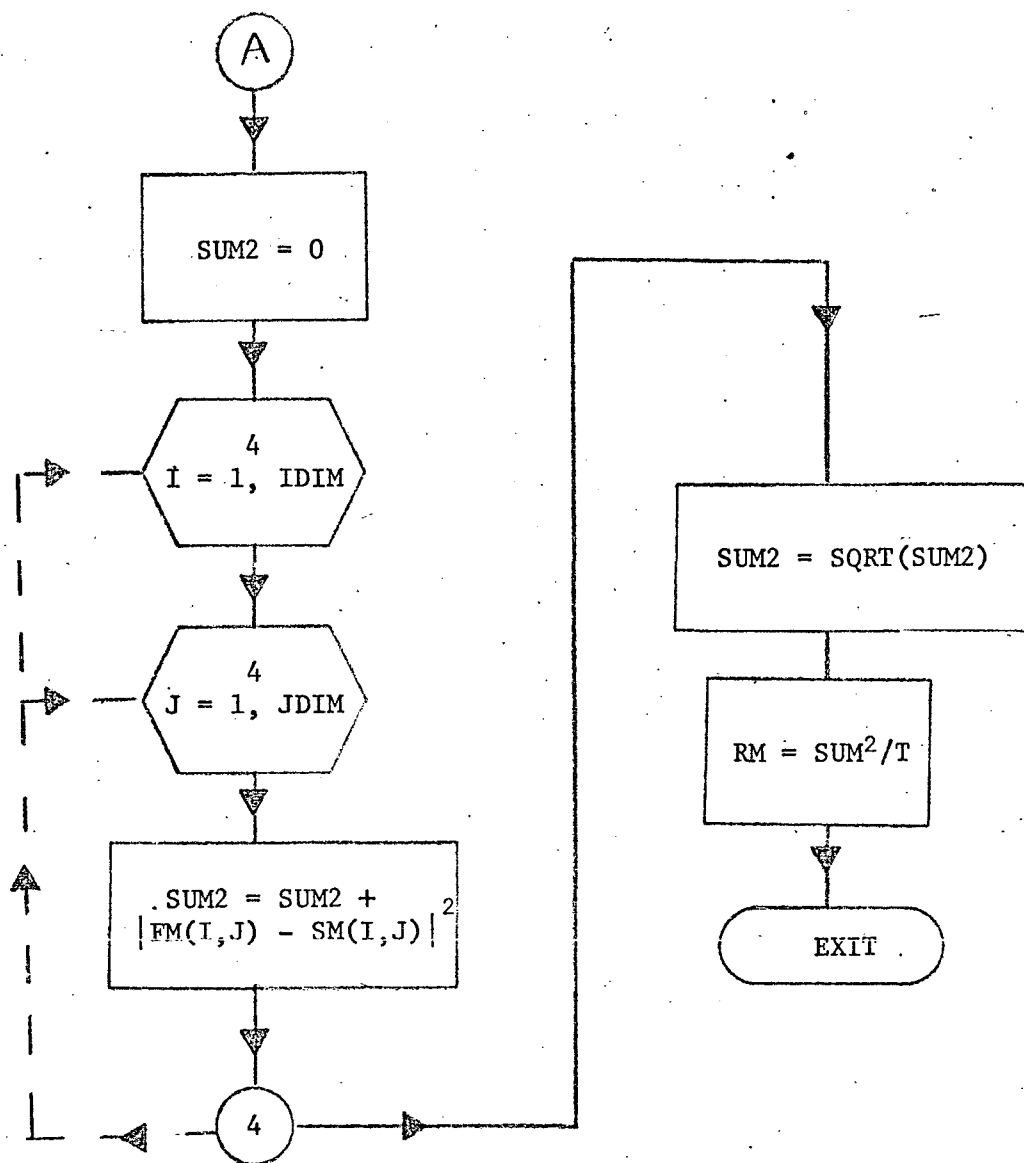 A
SUM2 = 0
4
I = 1, IDIM
4
J = 1, JDIM
SUM2 = SUM2 +
|FM(I,J) - SM(I,J)|²
4
SUM2 = SQRT(SUM2)
RM = SUM²/T
EXIT